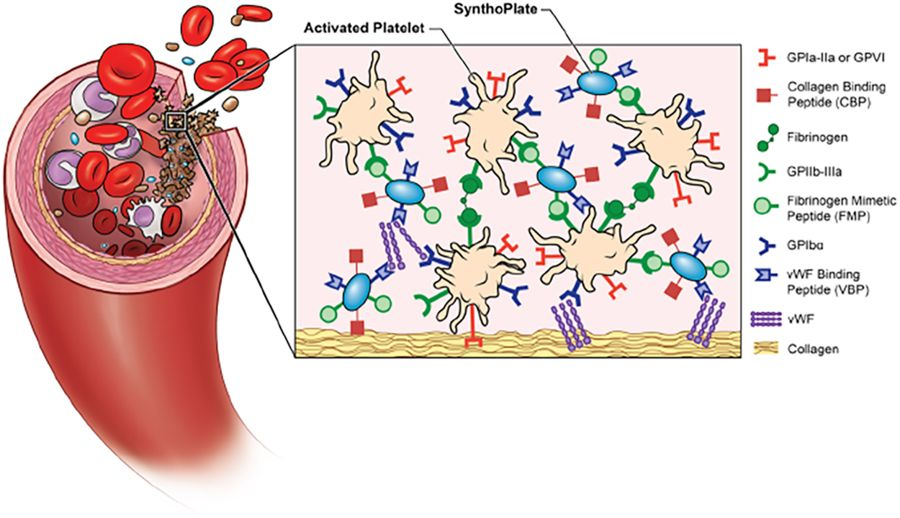 SynthoPlate
Activated Platelet
GPIa-IIa or GPVI
Collagen Binding
Peptide (CBP)
Fibrinogen
GPIIb-IIIa
Fibrinogen Mimetic
Peptide (FMP)
GPIbα
vWF Binding
Peptide (VBP)
vWF
Collagen